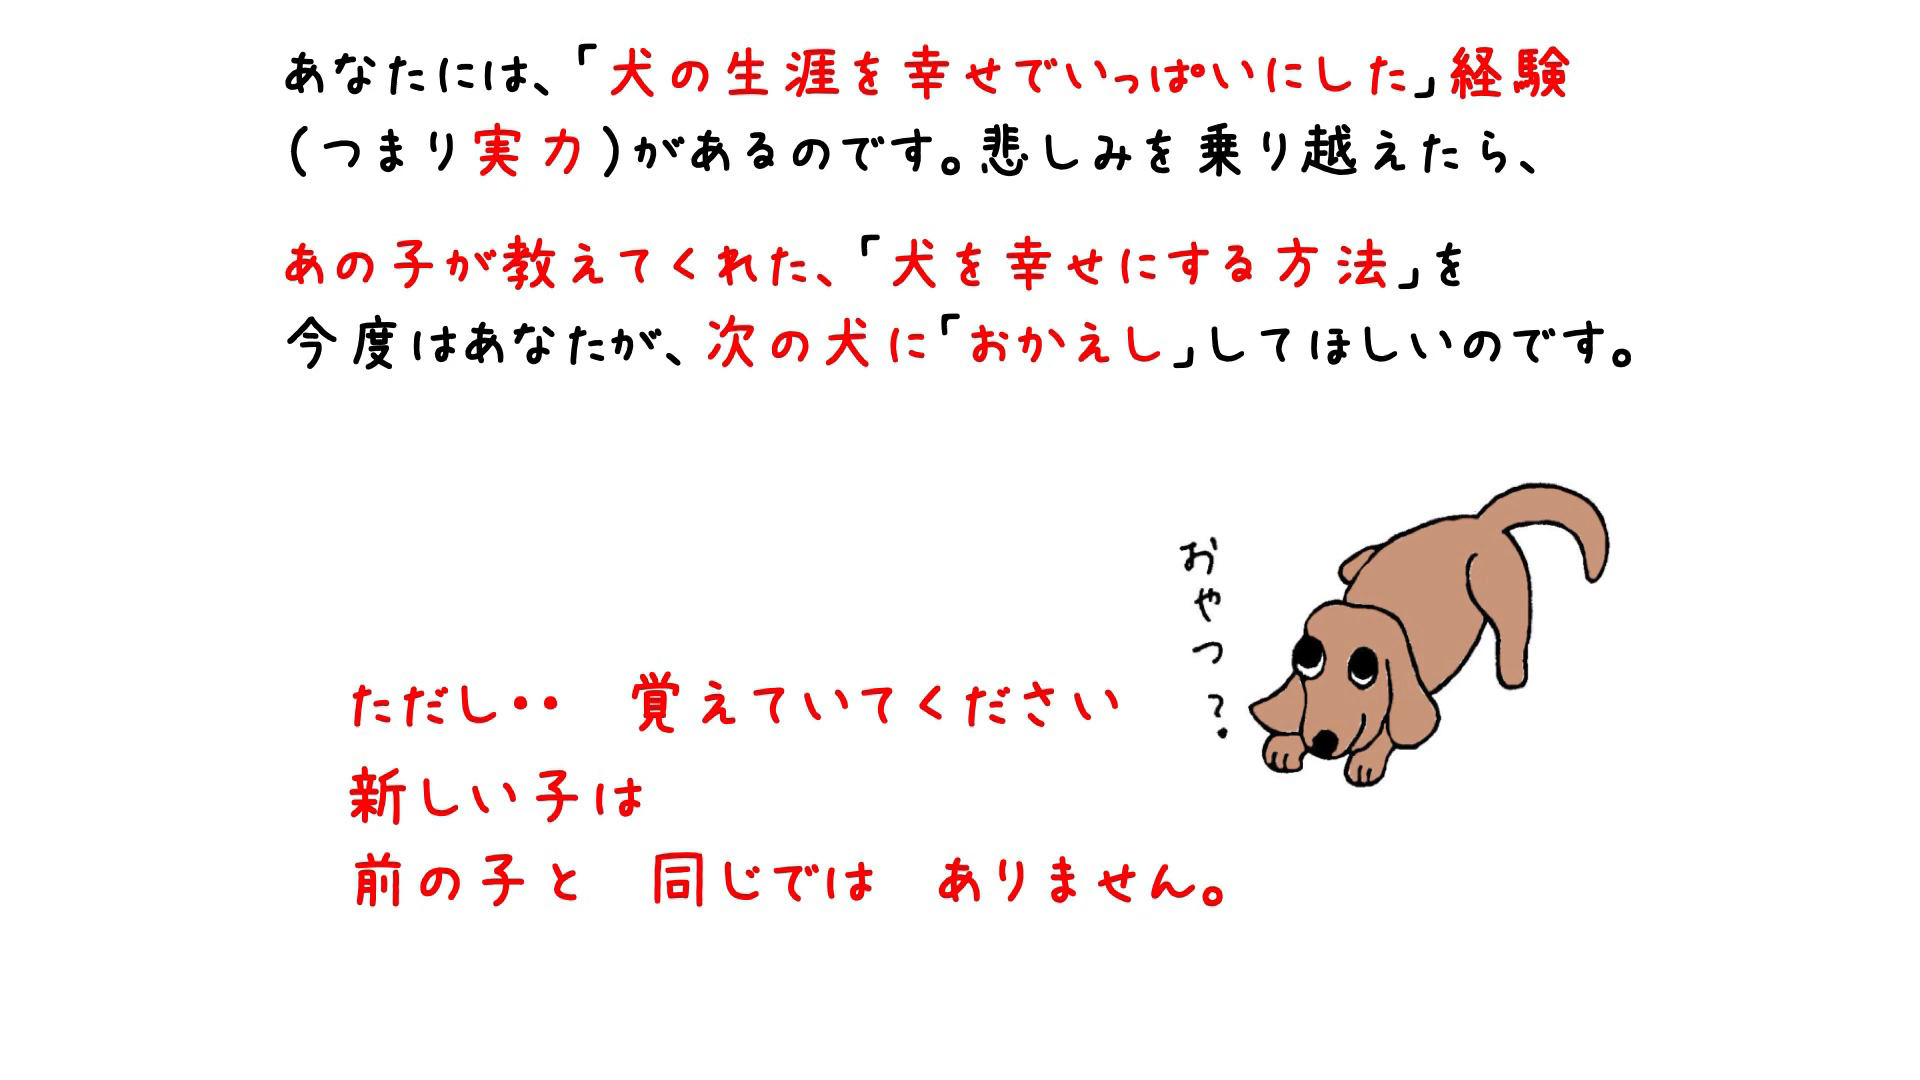 あなたには、「犬の生涯を幸せでいっぱいにした」経験
(つまり実力)があるのです。悲しみを乗り越えたら、
あの子が教えてくれた、「犬を幸せにする方法」を
今度はあなたが、次の犬に「おかえし」してほしいのです。
おやつ?
ただし・・　覚えていてください
新しい子は
前の子と　同じでは　ありません。